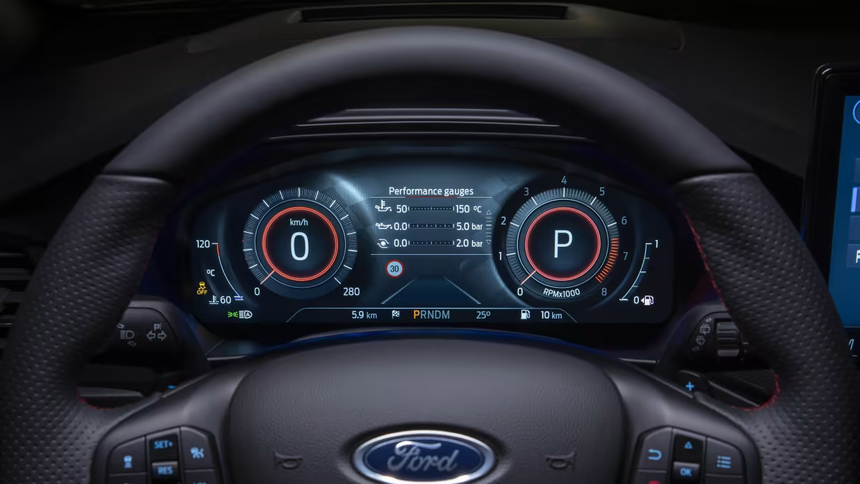 Performance gauges
50 150 °C
0.0 5.0 bar
0.0 2.0 bar
30
km/h
0
0 280
120
°C
60
OFF
A
P
0 1 2 3 4 5 6 7 8
RPMx1000
1
0
5.9 km PRNDM 25° 10 km
SET+
RES
OK
Ford